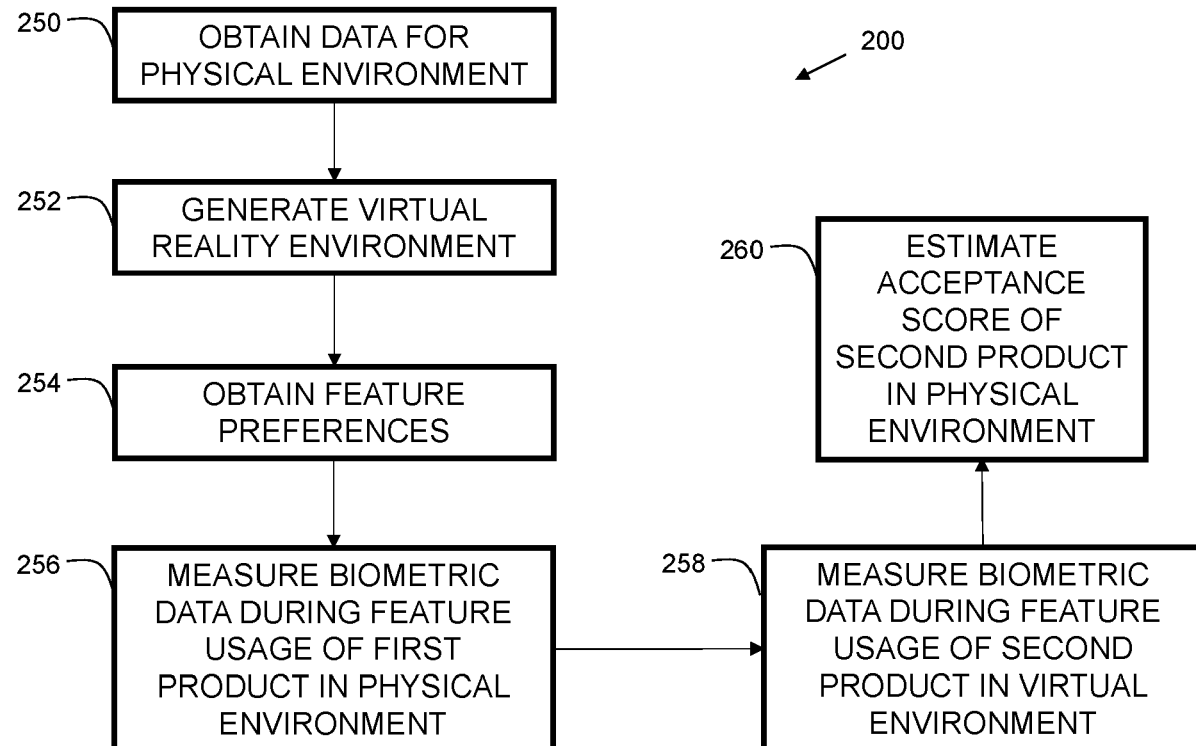 250
OBTAIN DATA FOR
PHYSICAL ENVIRONMENT
200
252
GENERATE VIRTUAL
REALITY ENVIRONMENT
254
OBTAIN FEATURE
PREFERENCES
256
MEASURE BIOMETRIC
DATA DURING FEATURE
USAGE OF FIRST
PRODUCT IN PHYSICAL
ENVIRONMENT
258
MEASURE BIOMETRIC
DATA DURING FEATURE
USAGE OF SECOND
PRODUCT IN VIRTUAL
ENVIRONMENT
260
ESTIMATE
ACCEPTANCE
SCORE OF
SECOND PRODUCT
IN PHYSICAL
ENVIRONMENT